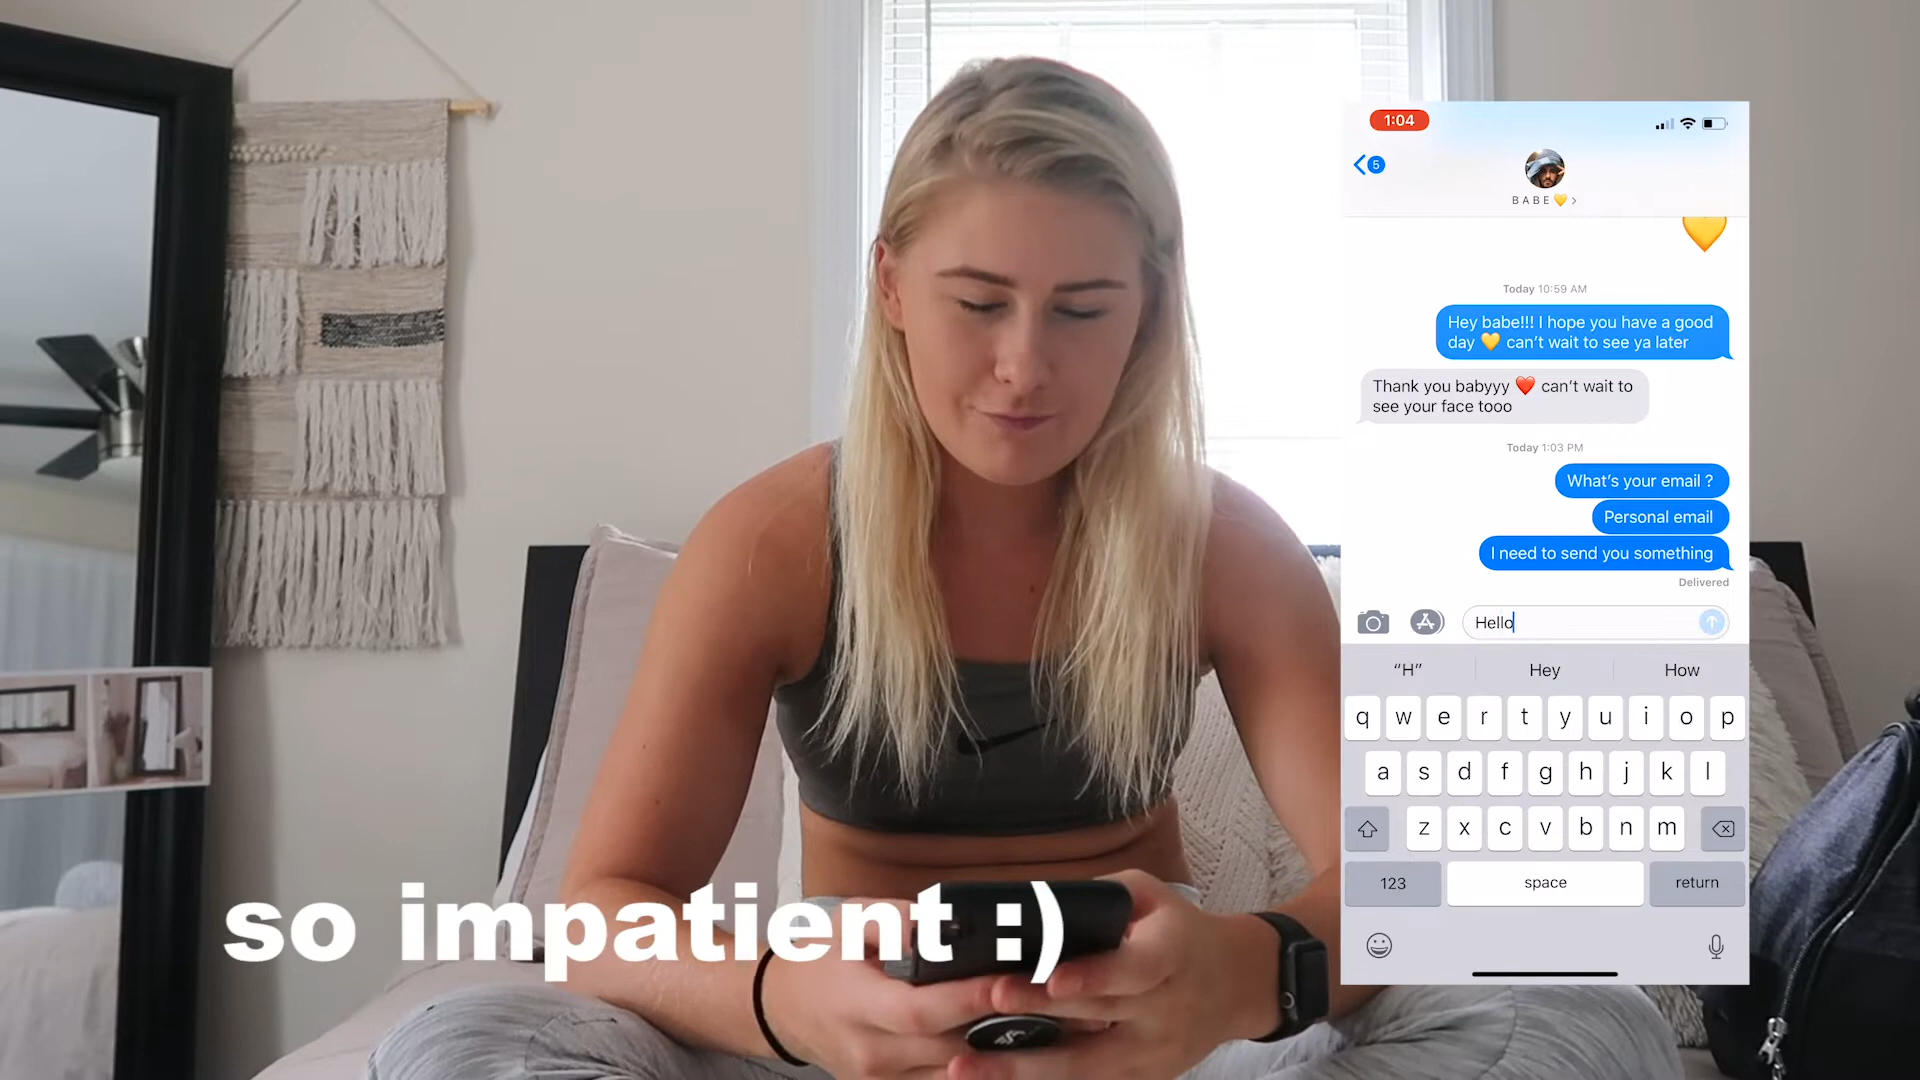 1:04
5
BABE💛 >
Today 10:59 AM
Hey babe!!! I hope you have a good
day 💛 can't wait to see ya later
Thank you babyyy ❤️ can't wait to
see your face tooo
Today 1:03 PM
What's your email ?
Personal email
I need to send you something
Delivered
Hello
“H” Hey How
q w e r t y u i o p
a s d f g h j k l
z x c v b n m
123 space return
so impatient :)